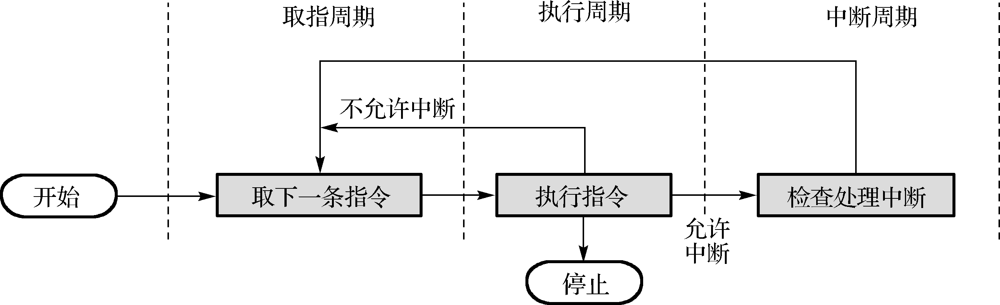 取指周期
执行周期
中断周期
不允许中断
开始
取下一条指令
执行指令
检查处理中断
允许
中断
停止